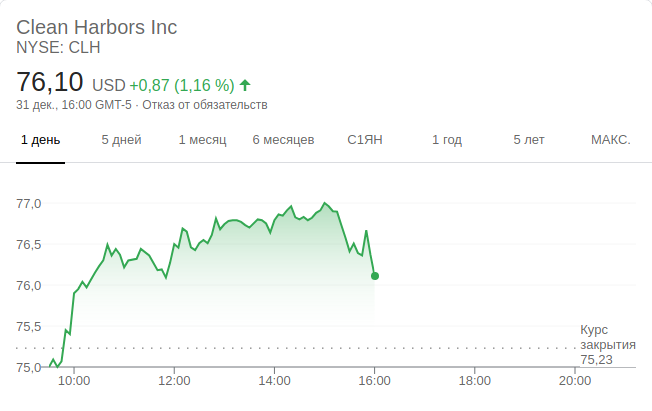 Clean Harbors Inc
NYSE: CLH
76,10 USD +0,87 (1,16 %)
31 дек., 16:00 GMT-5 · Отказ от обязательств
1 день 5 дней 1 месяц 6 месяцев С1ЯН 1 год 5 лет МАКС.
77,0
76,5
76,0
75,5
Курс
закрытия
75,23
75,0
10:00 12:00 14:00 16:00 18:00 20:00